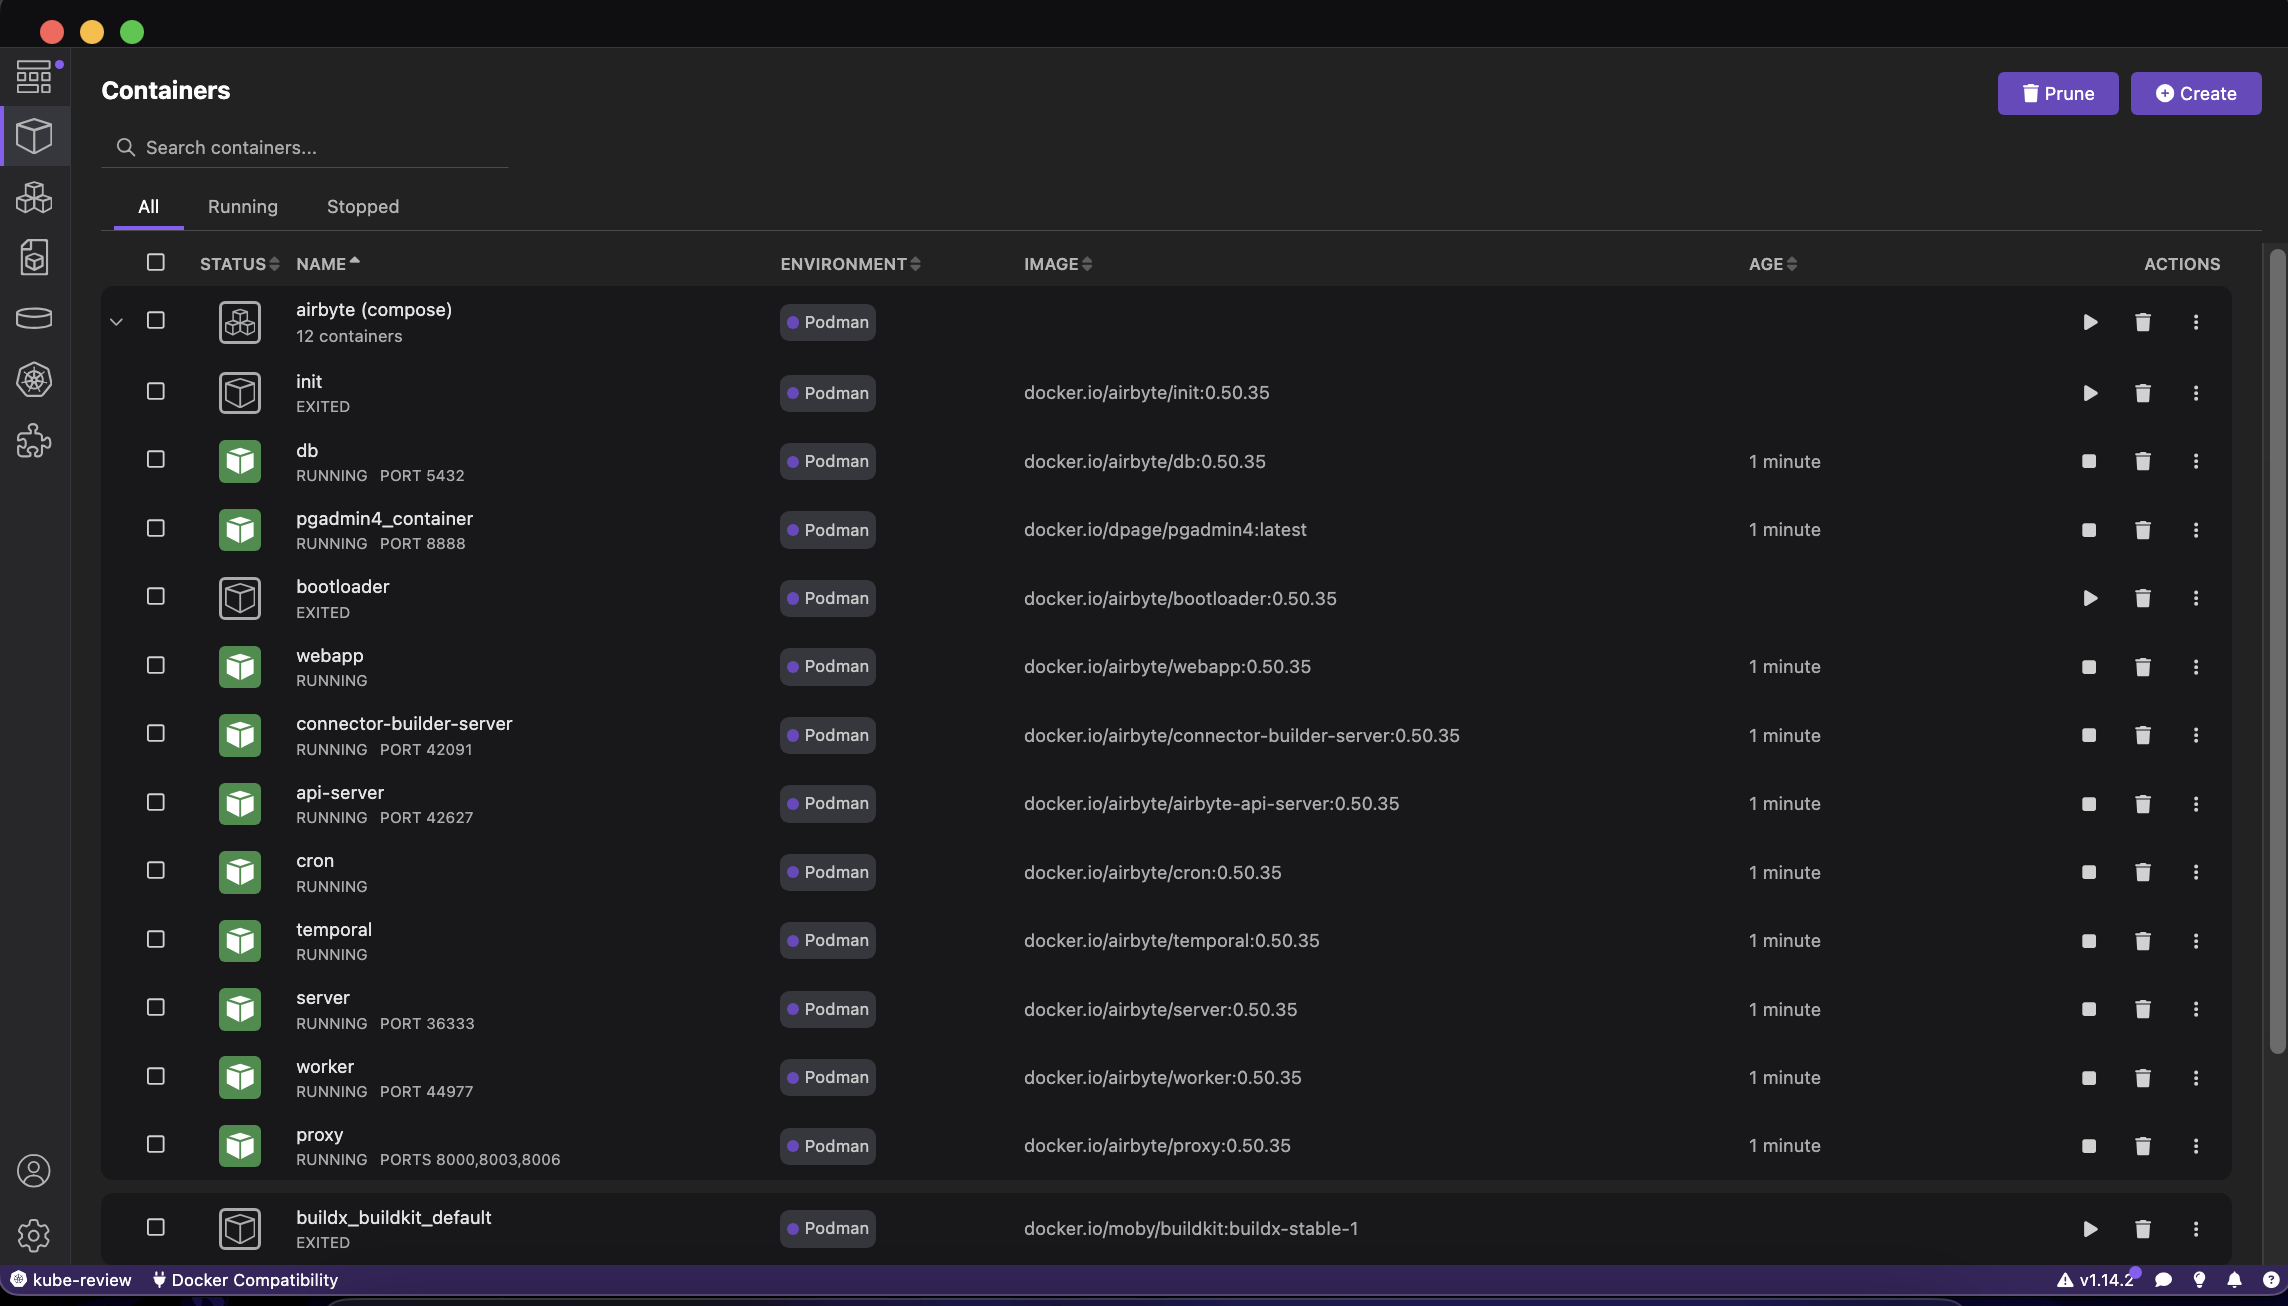 Containers
Prune
Create
Search containers...
All Running Stopped
STATUS NAME ENVIRONMENT IMAGE AGE ACTIONS
airbyte (compose)
12 containers
Podman
init
EXITED
Podman
docker.io/airbyte/init:0.50.35
db
RUNNING PORT 5432
Podman
docker.io/airbyte/db:0.50.35
1 minute
pgadmin4_container
RUNNING PORT 8888
Podman
docker.io/dpage/pgadmin4:latest
1 minute
bootloader
EXITED
Podman
docker.io/airbyte/bootloader:0.50.35
webapp
RUNNING
Podman
docker.io/airbyte/webapp:0.50.35
1 minute
connector-builder-server
RUNNING PORT 42091
Podman
docker.io/airbyte/connector-builder-server:0.50.35
1 minute
api-server
RUNNING PORT 42627
Podman
docker.io/airbyte/airbyte-api-server:0.50.35
1 minute
cron
RUNNING
Podman
docker.io/airbyte/cron:0.50.35
1 minute
temporal
RUNNING
Podman
docker.io/airbyte/temporal:0.50.35
1 minute
server
RUNNING PORT 36333
Podman
docker.io/airbyte/server:0.50.35
1 minute
worker
RUNNING PORT 44977
Podman
docker.io/airbyte/worker:0.50.35
1 minute
proxy
RUNNING PORTS 8000,8003,8006
Podman
docker.io/airbyte/proxy:0.50.35
1 minute
buildx_buildkit_default
EXITED
Podman
docker.io/moby/buildkit:buildx-stable-1
kube-review Docker Compatibility v1.14.2